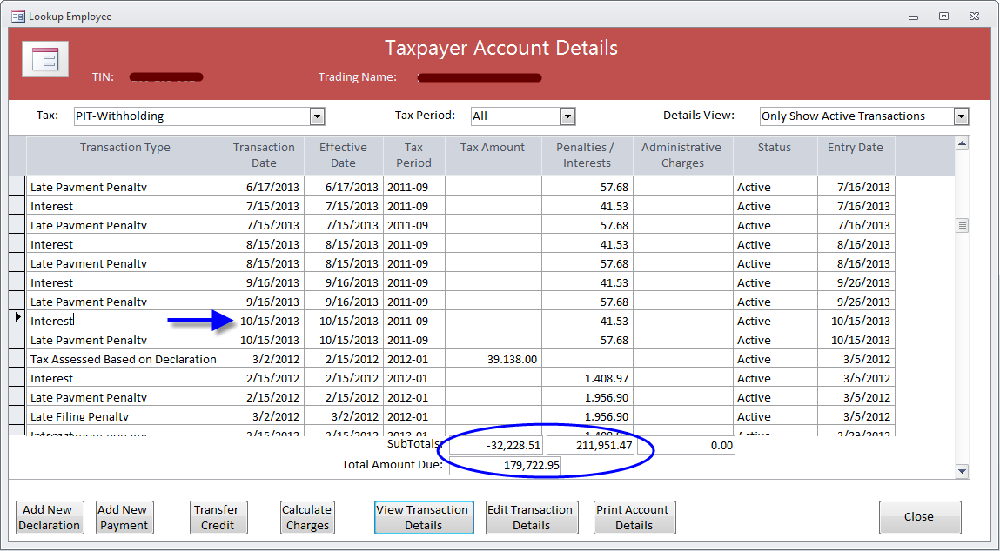 Lookup Employee
Taxpayer Account Details
TIN: Trading Name:
Tax: PIT-Withholding Tax Period: All Details View: Only Show Active Transactions
Transaction Type Transaction Date Effective Date Tax Period Tax Amount Penalties / Interests Administrative Charges Status Entry Date
Late Payment Penalty 6/17/2013 6/17/2013 2011-09 57.68 Active 7/16/2013
Interest 7/15/2013 7/15/2013 2011-09 41.53 Active 7/16/2013
Late Payment Penalty 7/15/2013 7/15/2013 2011-09 57.68 Active 7/16/2013
Interest 8/15/2013 8/15/2013 2011-09 41.53 Active 8/16/2013
Late Payment Penalty 8/15/2013 8/15/2013 2011-09 57.68 Active 8/16/2013
Interest 9/16/2013 9/16/2013 2011-09 41.53 Active 9/26/2013
Late Payment Penalty 9/16/2013 9/16/2013 2011-09 57.68 Active 9/26/2013
Interest 10/15/2013 10/15/2013 2011-09 41.53 Active 10/15/2013
Late Payment Penalty 10/15/2013 10/15/2013 2011-09 57.68 Active 10/15/2013
Tax Assessed Based on Declaration 3/2/2012 2/15/2012 2012-01 39.138.00 Active 3/5/2012
Interest 2/15/2012 2/15/2012 2012-01 1.408.97 Active 3/5/2012
Late Payment Penalty 2/15/2012 2/15/2012 2012-01 1.956.90 Active 3/5/2012
Late Filing Penalty 3/2/2012 3/2/2012 2012-01 1.956.90 Active 3/5/2012
SubTotals: -32,228.51 211,951.47 0.00
Total Amount Due: 179,722.95
Add New Declaration
Add New Payment
Transfer Credit
Calculate Charges
View Transaction Details
Edit Transaction Details
Print Account Details
Close